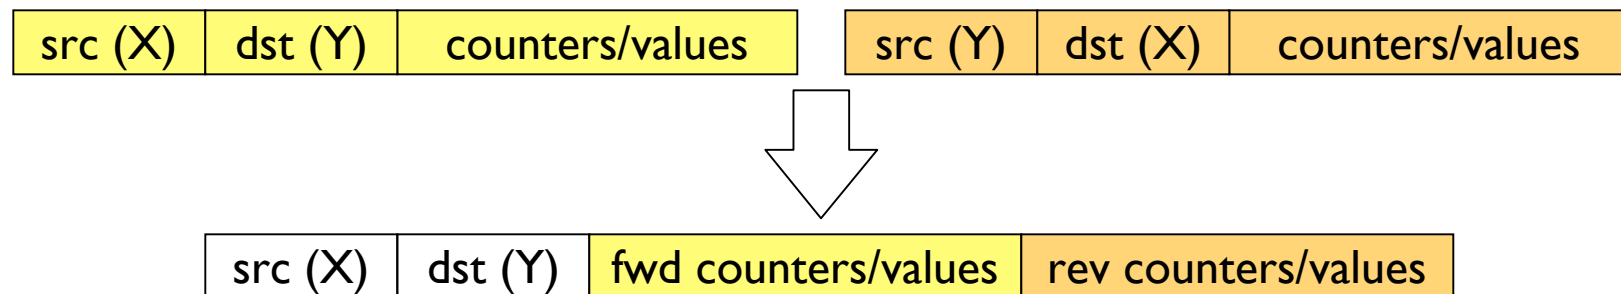 src (X) dst (Y) counters/values src (Y) dst (X) counters/values
src (X) dst (Y) fwd counters/values rev counters/values